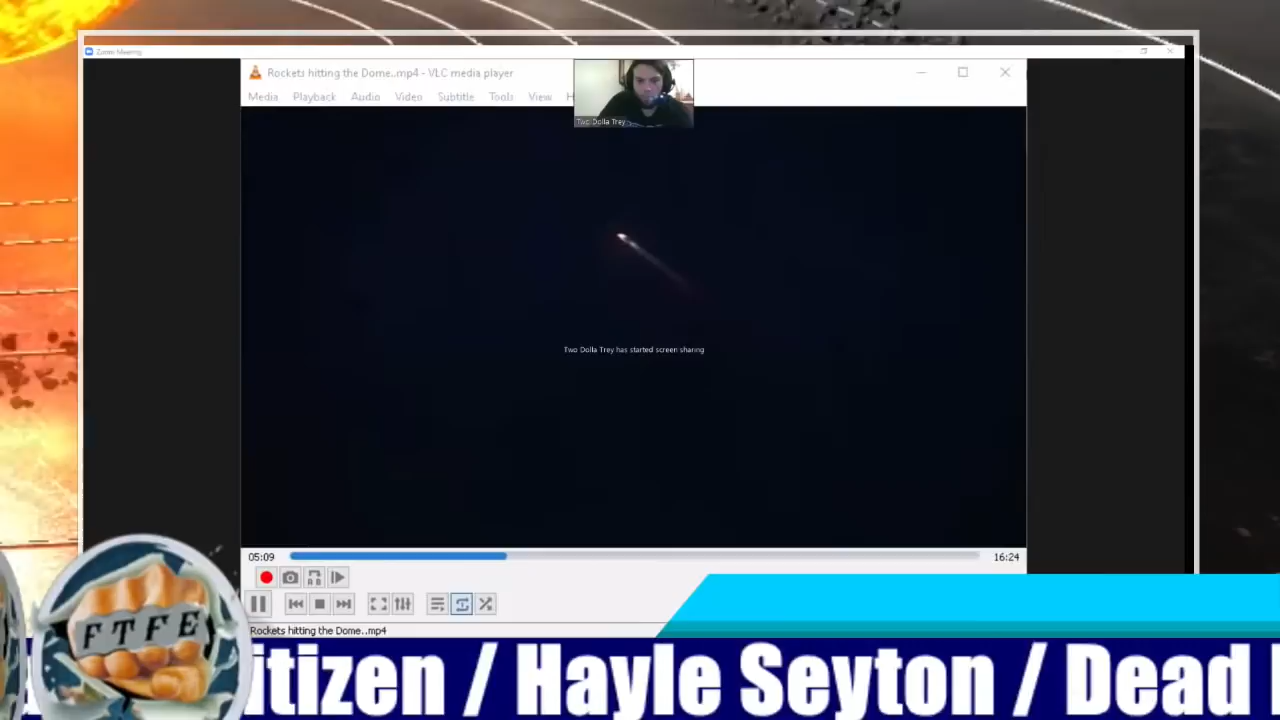 Zoom Meeting
Rockets hitting the Dome..mp4 - VLC media player
Media Playback Audio Video Subtitle Tools View H
Two Dolla Trey
Two Dolla Trey has started screen sharing
05:09
16:24
Rockets hitting the Dome..mp4
FTFE
itizen / Hayle Seyton / Dead